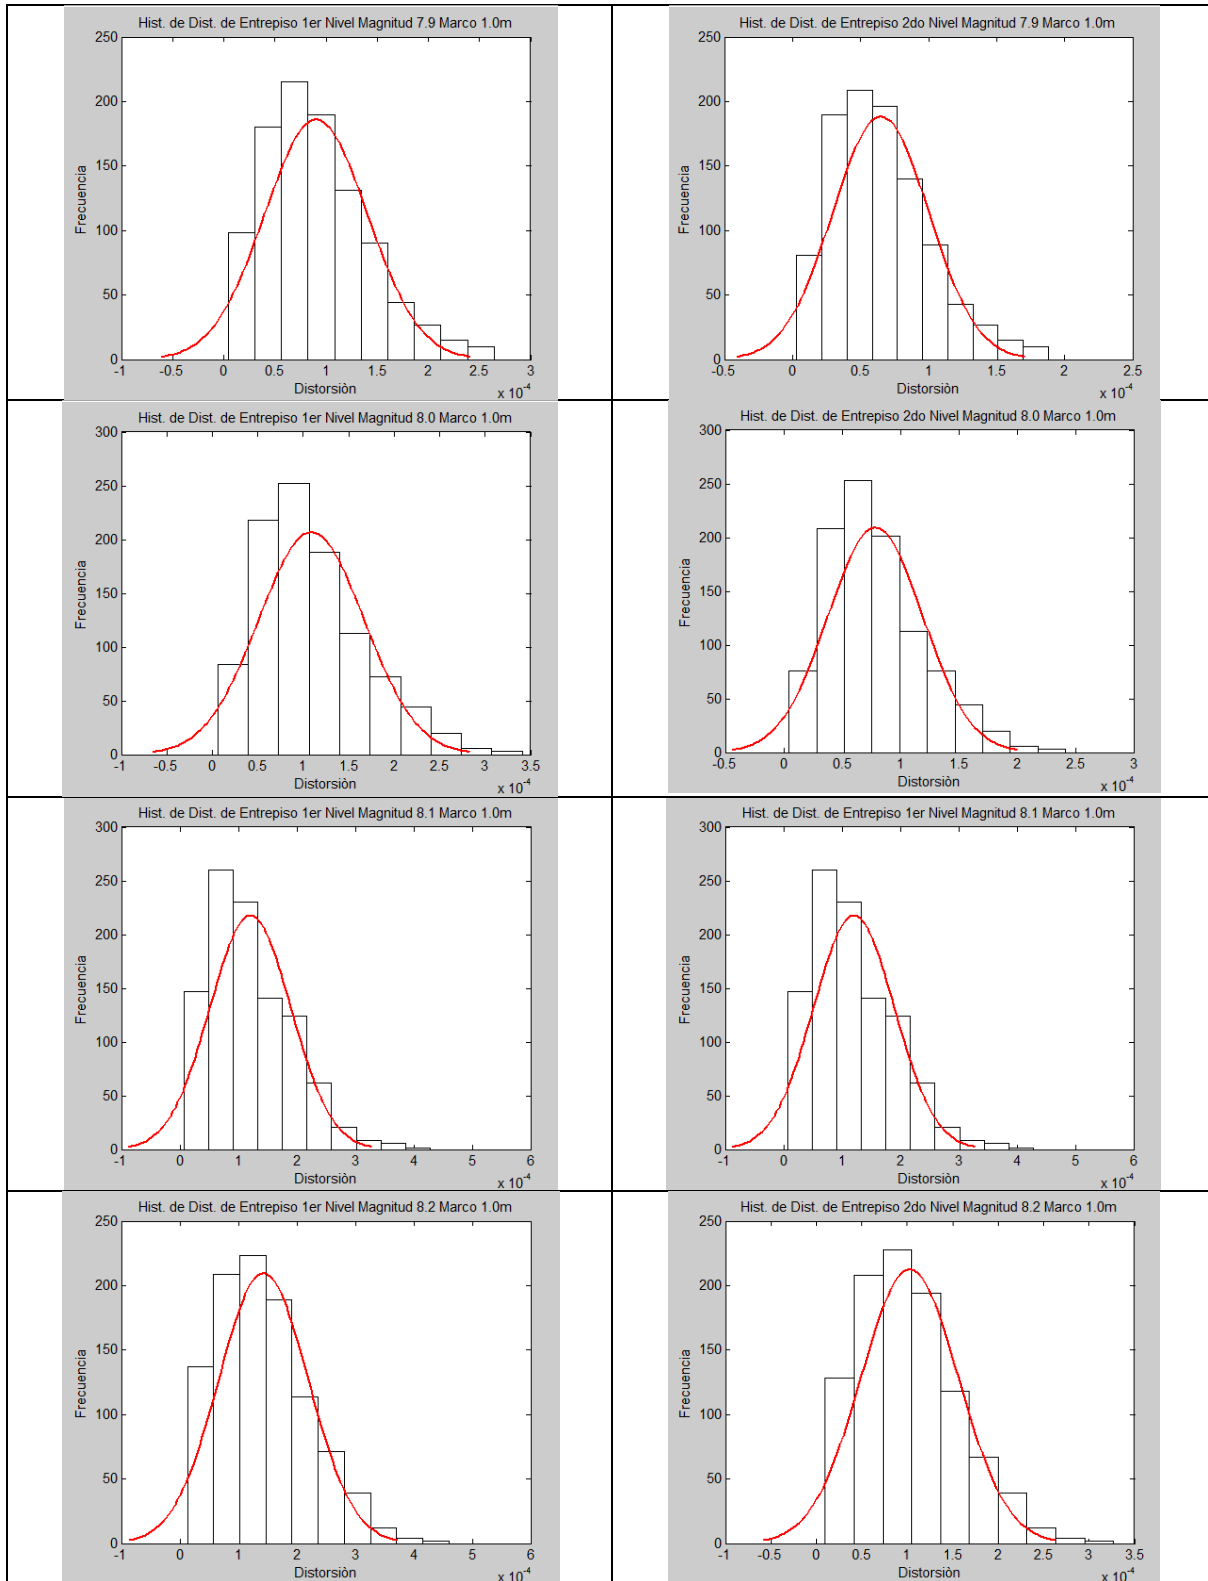 Hist. de Dist. de Entrepiso 1er Nivel Magnitud 7.9 Marco 1.0m
250
200
150
100
50
0
Frecuencia
-1 -0.5 0 0.5 1 1.5 2 2.5 3
Distorsiòn
x 10-4
Hist. de Dist. de Entrepiso 2do Nivel Magnitud 7.9 Marco 1.0m
250
200
150
100
50
0
Frecuencia
-0.5 0 0.5 1 1.5 2 2.5
Distorsiòn
x 10-4
Hist. de Dist. de Entrepiso 1er Nivel Magnitud 8.0 Marco 1.0m
300
250
200
150
100
50
0
Frecuencia
-1 -0.5 0 0.5 1 1.5 2 2.5 3 3.5
Distorsiòn
x 10-4
Hist. de Dist. de Entrepiso 2do Nivel Magnitud 8.0 Marco 1.0m
300
250
200
150
100
50
0
Frecuencia
-0.5 0 0.5 1 1.5 2 2.5 3
Distorsiòn
x 10-4
Hist. de Dist. de Entrepiso 1er Nivel Magnitud 8.1 Marco 1.0m
300
250
200
150
100
50
0
Frecuencia
-1 0 1 2 3 4 5 6
Distorsiòn
x 10-4
Hist. de Dist. de Entrepiso 1er Nivel Magnitud 8.1 Marco 1.0m
300
250
200
150
100
50
0
Frecuencia
-1 0 1 2 3 4 5 6
Distorsiòn
x 10-4
Hist. de Dist. de Entrepiso 1er Nivel Magnitud 8.2 Marco 1.0m
250
200
150
100
50
0
Frecuencia
-1 0 1 2 3 4 5 6
Distorsiòn
x 10-4
Hist. de Dist. de Entrepiso 2do Nivel Magnitud 8.2 Marco 1.0m
250
200
150
100
50
0
Frecuencia
-1 -0.5 0 0.5 1 1.5 2 2.5 3 3.5
Distorsiòn
x 10-4